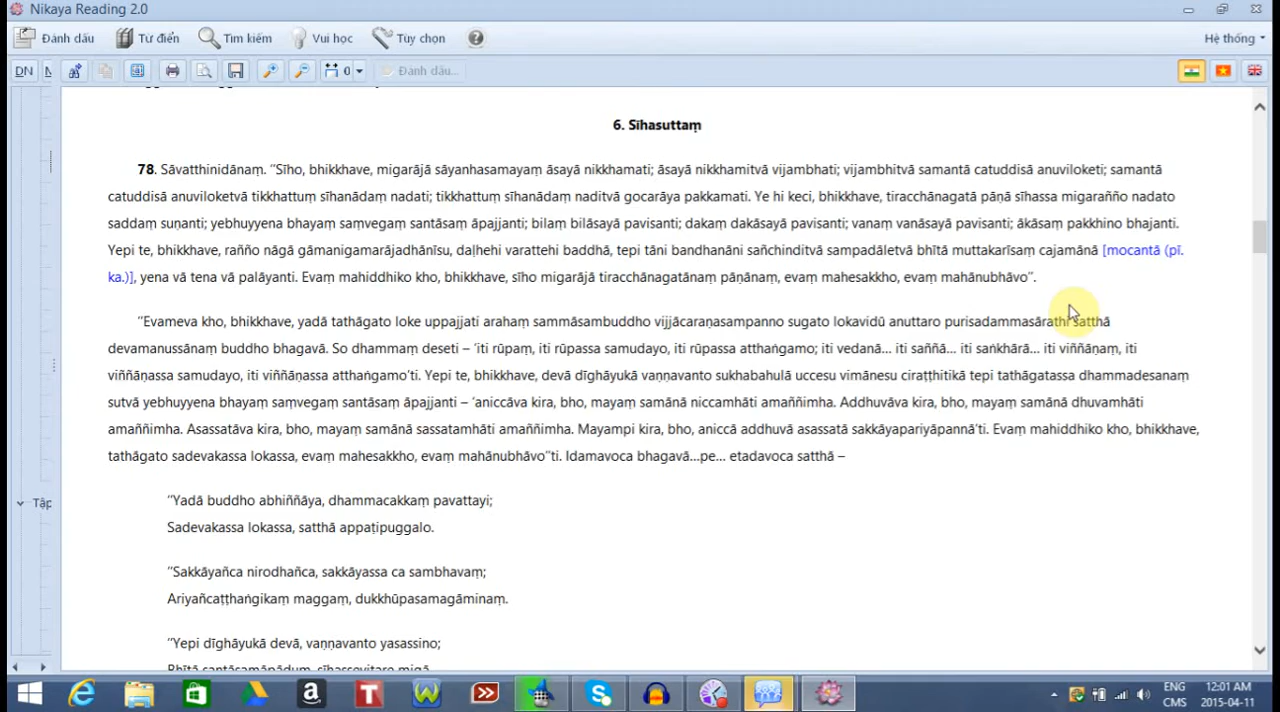 Nikaya Reading 2.0
Đánh dấu Từ điển Tìm kiếm Vui học Tùy chọn Hệ thống
DN 0 Đánh dấu...
6. Sīhasuttaṃ
78. Sāvatthinidānaṃ. "Sīho, bhikkhave, migarājā sāyanhasamayaṃ āsayā nikkhamati; āsayā nikkhamitvā vijambhati; vijambhitvā samantā catuddisā anuviloketi; samantā
catuddisā anuviloketvā tikkhattuṃ sīhanādaṃ nadati; tikkhattuṃ sīhanādaṃ naditvā gocarāya pakkamati. Ye hi keci, bhikkhave, tiracchānagatā pāṇā sīhassa migarañño nadato
saddaṃ suṇanti; yebhuyyena bhayaṃ saṃvegaṃ santāsaṃ āpajjanti; bilaṃ bilāsayā pavisanti; dakaṃ dakāsayā pavisanti; vanaṃ vanāsayā pavisanti; ākāsaṃ pakkhino bhajanti.
Yepi te, bhikkhave, rañño nāgā gāmanigamarājadhānīsu, daḷhehi varattehi baddhā, tepi tāni bandhanāni sañchinditvā sampadāletvā bhītā muttakarīsaṃ cajamānā [mocantā (pī.
ka.)], yena vā tena vā palāyanti. Evaṃ mahiddhiko kho, bhikkhave, sīho migarājā tiracchānagatānaṃ pāṇānaṃ, evaṃ mahesakkho, evaṃ mahānubhāvo".
"Evameva kho, bhikkhave, yadā tathāgato loke uppajjati arahaṃ sammāsambuddho vijjācaraṇasampanno sugato lokavidū anuttaro purisadammasārathi satthā
devamanussānaṃ buddho bhagavā. So dhammaṃ deseti – 'iti rūpaṃ, iti rūpassa samudayo, iti rūpassa atthaṅgamo; iti vedanā... iti saññā... iti saṅkhārā... iti viññāṇaṃ, iti
viññāṇassa samudayo, iti viññāṇassa atthaṅgamo'ti. Yepi te, bhikkhave, devā dīghāyukā vaṇṇavanto sukhabahulā uccesu vimānesu ciraṭṭhitikā tepi tathāgatassa dhammadesanaṃ
sutvā yebhuyyena bhayaṃ saṃvegaṃ santāsaṃ āpajjanti – 'aniccāva kira, bho, mayaṃ samānā niccamhāti amaññimha. Addhuvāva kira, bho, mayaṃ samānā dhuvamhāti
amaññimha. Asassatāva kira, bho, mayaṃ samānā sassatamhāti amaññimha. Mayampi kira, bho, aniccā addhuvā asassatā sakkāyapariyāpannā'ti. Evaṃ mahiddhiko kho, bhikkhave,
tathāgato sadevakassa lokassa, evaṃ mahesakkho, evaṃ mahānubhāvo"ti. Idamavoca bhagavā...pe... etadavoca satthā –
"Yadā buddho abhiññāya, dhammacakkaṃ pavattayi;
Sadevakassa lokassa, satthā appaṭipuggalo.
"Sakkāyañca nirodhañca, sakkāyassa ca sambhavaṃ;
Ariyañcaṭṭhaṅgikaṃ maggaṃ, dukkhūpasamagāminaṃ.
"Yepi dīghāyukā devā, vaṇṇavanto yasassino;
Bhītā santāsamāpāduṃ, sīhassevitare migā.
Tập
ENG 12:01 AM
CMS 2015-04-11